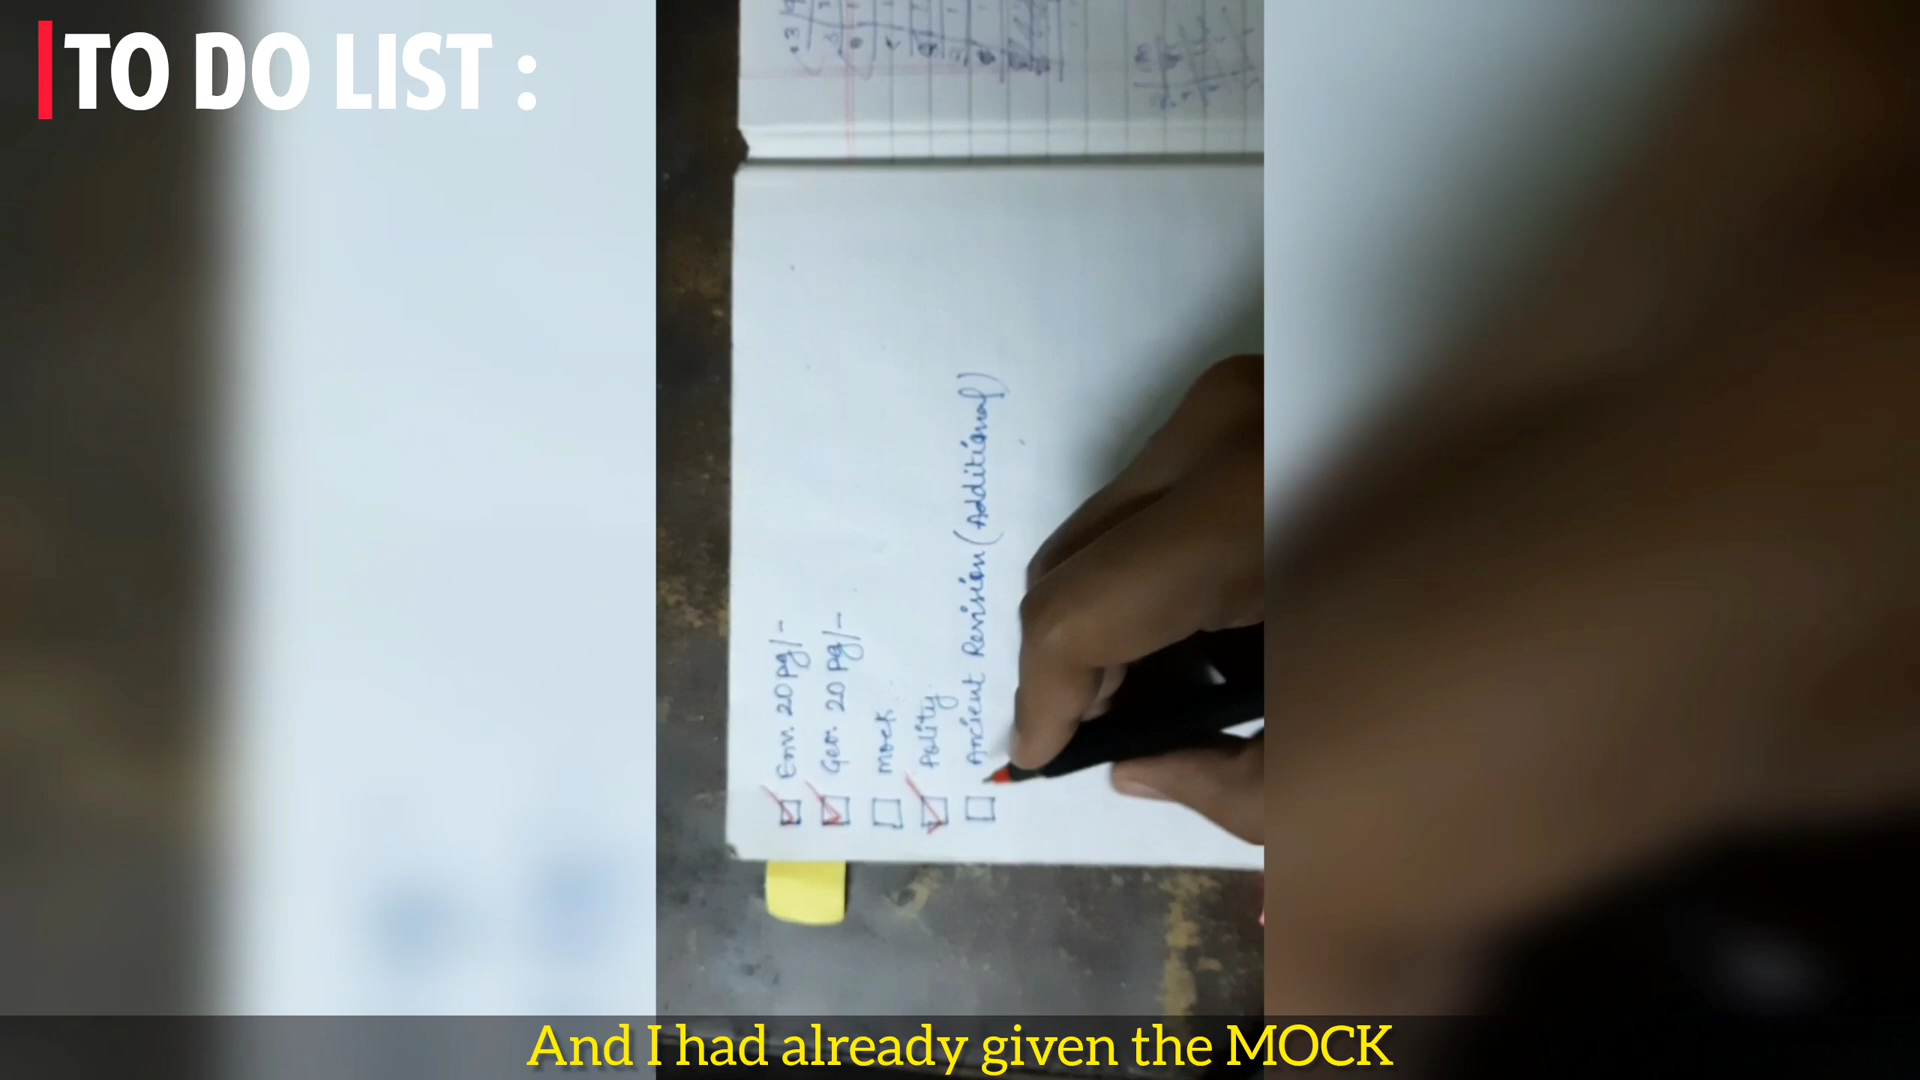 TO DO LIST :
Env. 20 pg/-
Geo. 20 pg/-
Mock
Polity
Ancient Revision (Additional)
And I had already given the MOCK